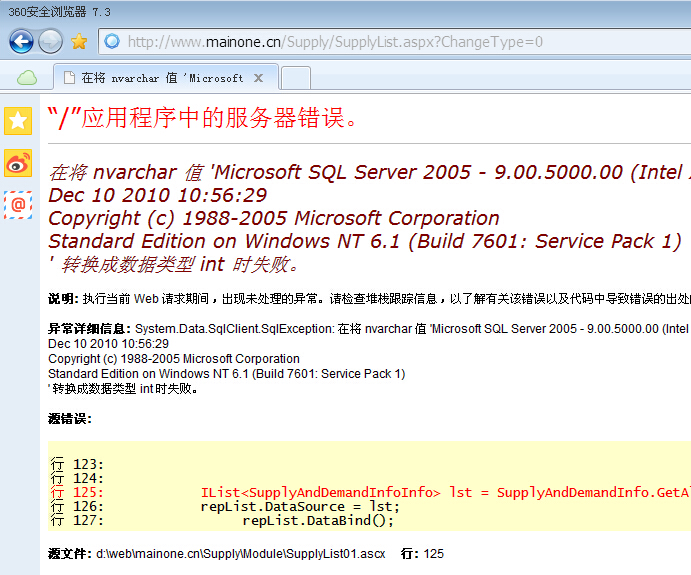 360安全浏览器 7.3
http://www.mainone.cn/Supply/SupplyList.aspx?ChangeType=0
在将 nvarchar 值 'Microsoft
“/”应用程序中的服务器错误。
在将 nvarchar 值 'Microsoft SQL Server 2005 - 9.00.5000.00 (Intel
Dec 10 2010 10:56:29
Copyright (c) 1988-2005 Microsoft Corporation
Standard Edition on Windows NT 6.1 (Build 7601: Service Pack 1)
' 转换成数据类型 int 时失败。
说明: 执行当前 Web 请求期间，出现未处理的异常。请检查堆栈跟踪信息，以了解有关该错误以及代码中导致错误的出处
异常详细信息: System.Data.SqlClient.SqlException: 在将 nvarchar 值 'Microsoft SQL Server 2005 - 9.00.5000.00 (Intel
Dec 10 2010 10:56:29
Copyright (c) 1988-2005 Microsoft Corporation
Standard Edition on Windows NT 6.1 (Build 7601: Service Pack 1)
' 转换成数据类型 int 时失败。
源错误:
行 123:
行 124:
行 125: IList<SupplyAndDemandInfoInfo> lst = SupplyAndDemandInfo.GetA
行 126: repList.DataSource = lst;
行 127: repList.DataBind();
源文件: d:\web\mainone.cn\Supply\Module\SupplyList01.ascx 行: 125